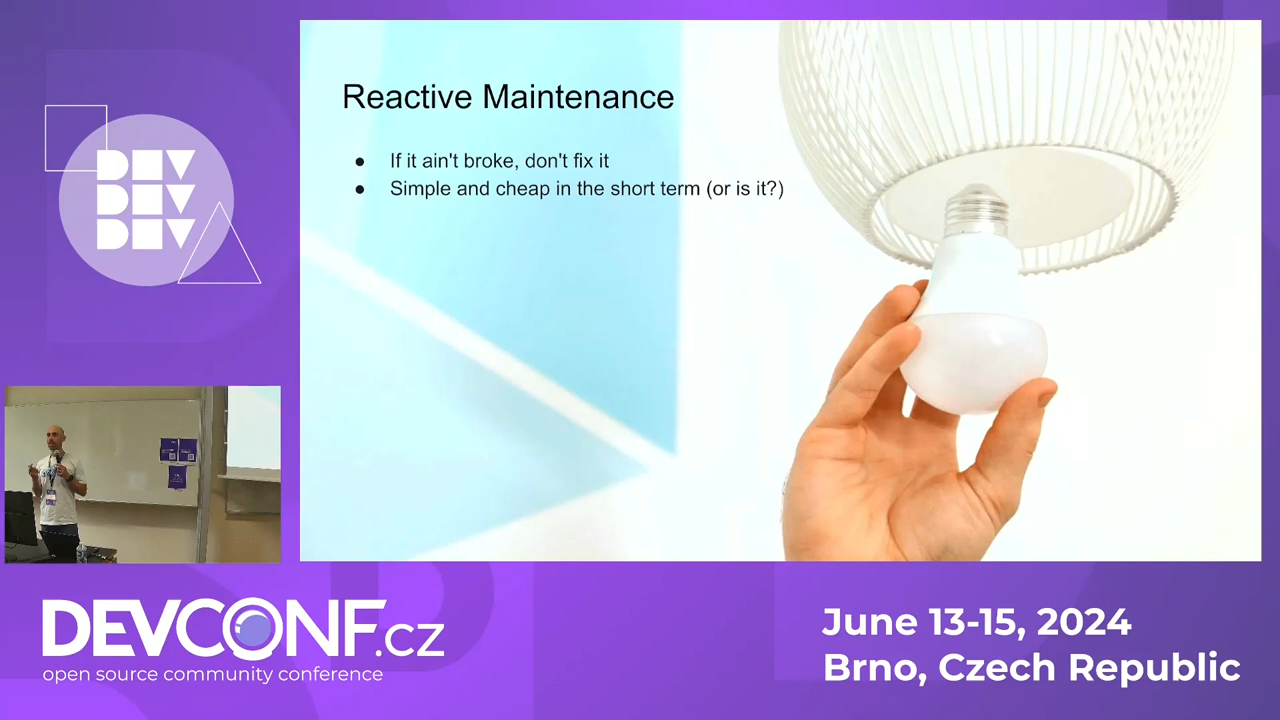 DEV
DEV
DEV
Reactive Maintenance
● If it ain't broke, don't fix it
● Simple and cheap in the short term (or is it?)
DEVCONF.cz
open source community conference
June 13-15, 2024
Brno, Czech Republic